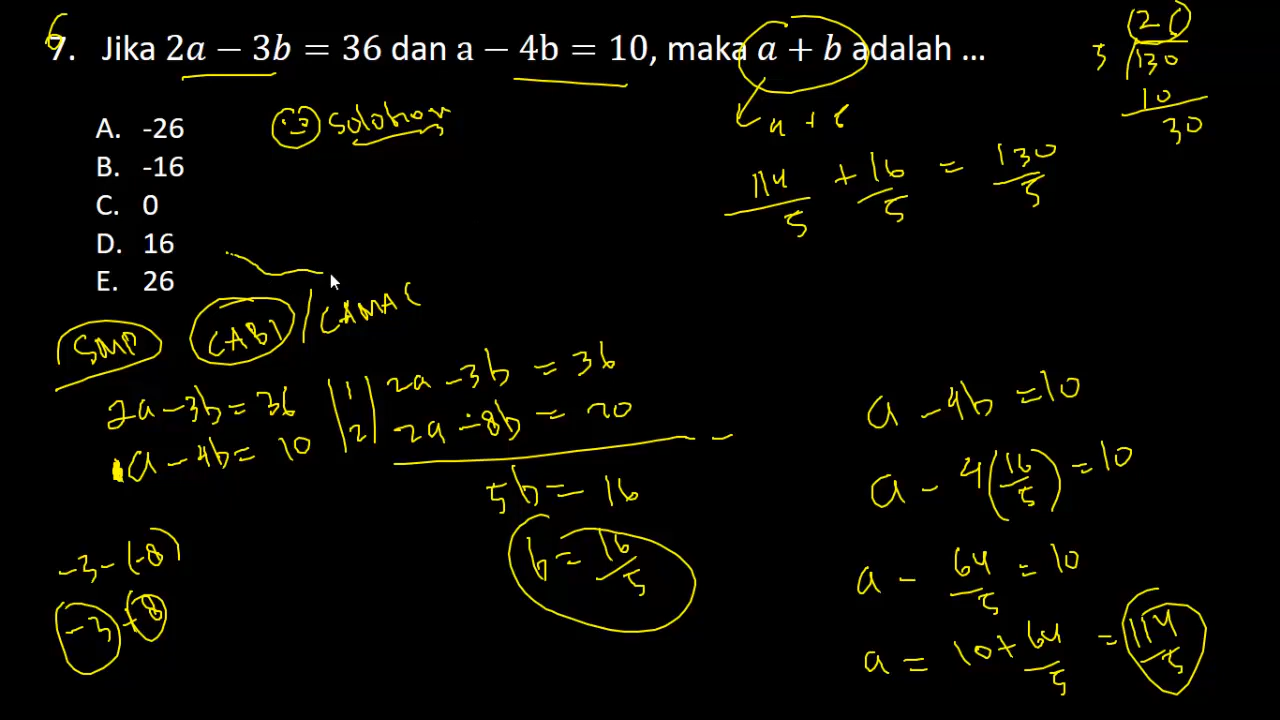 6
7. Jika 2a − 3b = 36 dan a − 4b = 10, maka a + b adalah ...
A. -26
B. -16
C. 0
D. 16
E. 26
solution
a + b
114/5 + 16/5 = 130/5
26
5 130
10
30
SMP CABI / CAMAC
2a - 3b = 36 | 1 | 2a - 3b = 36
a - 4b = 10 | 2 | 2a - 8b = 20
-
5b = 16
b = 16/5
-3 - (-8)
-3 + 8
a - 4b = 10
a - 4(16/5) = 10
a - 64/5 = 10
a = 10 + 64/5 = 114/5